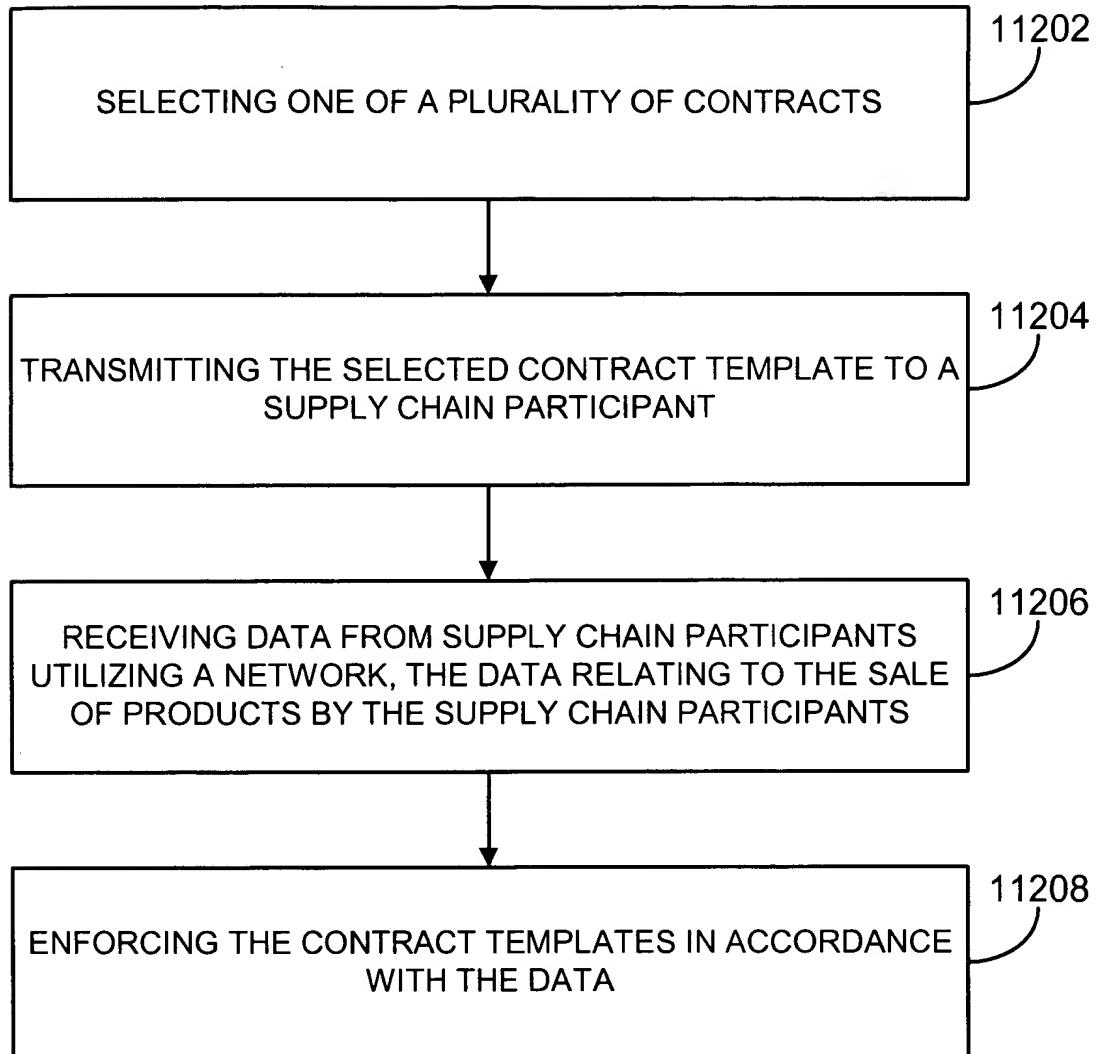 11202
SELECTING ONE OF A PLURALITY OF CONTRACTS
11204
TRANSMITTING THE SELECTED CONTRACT TEMPLATE TO A
SUPPLY CHAIN PARTICIPANT
11206
RECEIVING DATA FROM SUPPLY CHAIN PARTICIPANTS
UTILIZING A NETWORK, THE DATA RELATING TO THE SALE
OF PRODUCTS BY THE SUPPLY CHAIN PARTICIPANTS
11208
ENFORCING THE CONTRACT TEMPLATES IN ACCORDANCE
WITH THE DATA